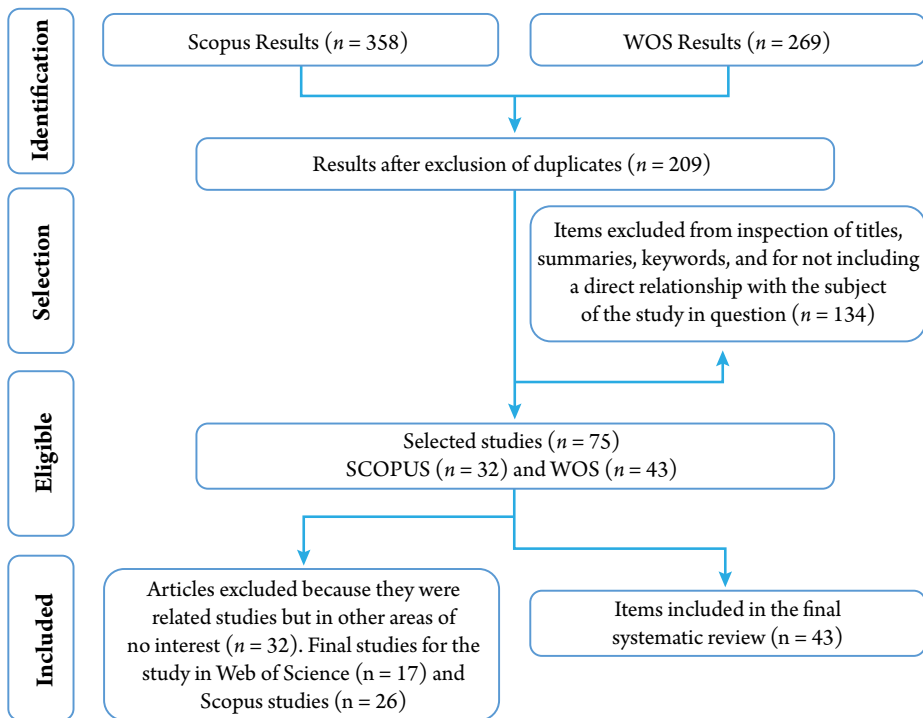 Identification
Scopus Results (n = 358)
WOS Results (n = 269)
Results after exclusion of duplicates (n = 209)
Selection
Items excluded from inspection of titles,
summaries, keywords, and for not including
a direct relationship with the subject
of the study in question (n = 134)
Eligible
Selected studies (n = 75)
SCOPUS (n = 32) and WOS (n = 43)
Included
Articles excluded because they were
related studies but in other areas of
no interest (n = 32). Final studies for the
study in Web of Science (n = 17) and
Scopus studies (n = 26)
Items included in the final
systematic review (n = 43)